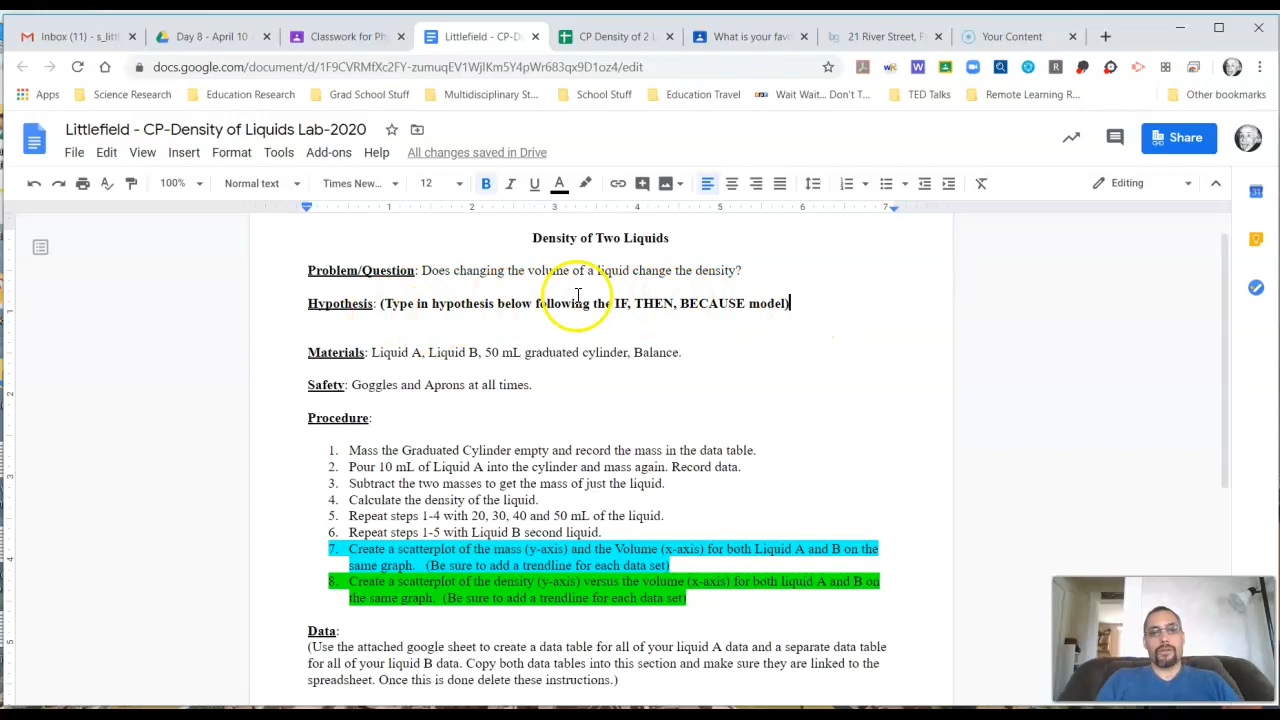 Inbox (11) - s_litt
Day 8 - April 10
Classwork for Ph
Littlefield - CP-D
CP Density of 2 L
What is your fav
21 River Street, F
Your Content
docs.google.com/document/d/1F9CVRMfXc2FY-zumuqEV1WjlKm5Y4pWr683qx9D1oz4/edit
Apps Science Research Education Research Grad School Stuff Multidisciplinary St... School Stuff Education Travel Wait Wait... Don't T... TED Talks Remote Learning R... Other bookmarks
Littlefield - CP-Density of Liquids Lab-2020
Share
File Edit View Insert Format Tools Add-ons Help All changes saved in Drive
100% Normal text Times New... 12 B I U A Editing
1 2 3 4 5 6 7
Density of Two Liquids
Problem/Question: Does changing the volume of a liquid change the density?
Hypothesis: (Type in hypothesis below following the IF, THEN, BECAUSE model)
Materials: Liquid A, Liquid B, 50 mL graduated cylinder, Balance.
Safety: Goggles and Aprons at all times.
Procedure:
1. Mass the Graduated Cylinder empty and record the mass in the data table.
2. Pour 10 mL of Liquid A into the cylinder and mass again. Record data.
3. Subtract the two masses to get the mass of just the liquid.
4. Calculate the density of the liquid.
5. Repeat steps 1-4 with 20, 30, 40 and 50 mL of the liquid.
6. Repeat steps 1-5 with Liquid B second liquid.
7. Create a scatterplot of the mass (y-axis) and the Volume (x-axis) for both Liquid A and B on the
same graph. (Be sure to add a trendline for each data set)
8. Create a scatterplot of the density (y-axis) versus the volume (x-axis) for both liquid A and B on
the same graph. (Be sure to add a trendline for each data set)
Data:
(Use the attached google sheet to create a data table for all of your liquid A data and a separate data table
for all of your liquid B data. Copy both data tables into this section and make sure they are linked to the
spreadsheet. Once this is done delete these instructions.)